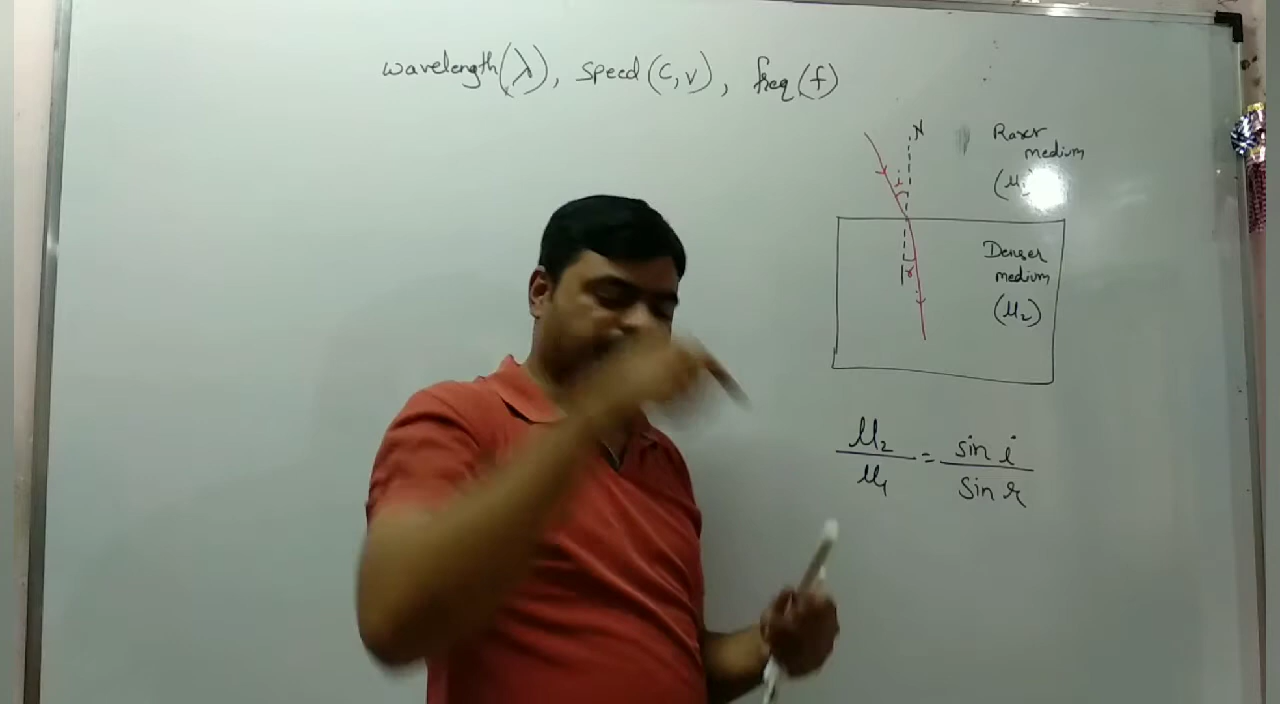 wavelength(λ), speed (c,v), freq (f)
N
Rarer
medium
(μ
i
Denser
medium
(μ2)
r
μ2/μ1 = sin i/sin r